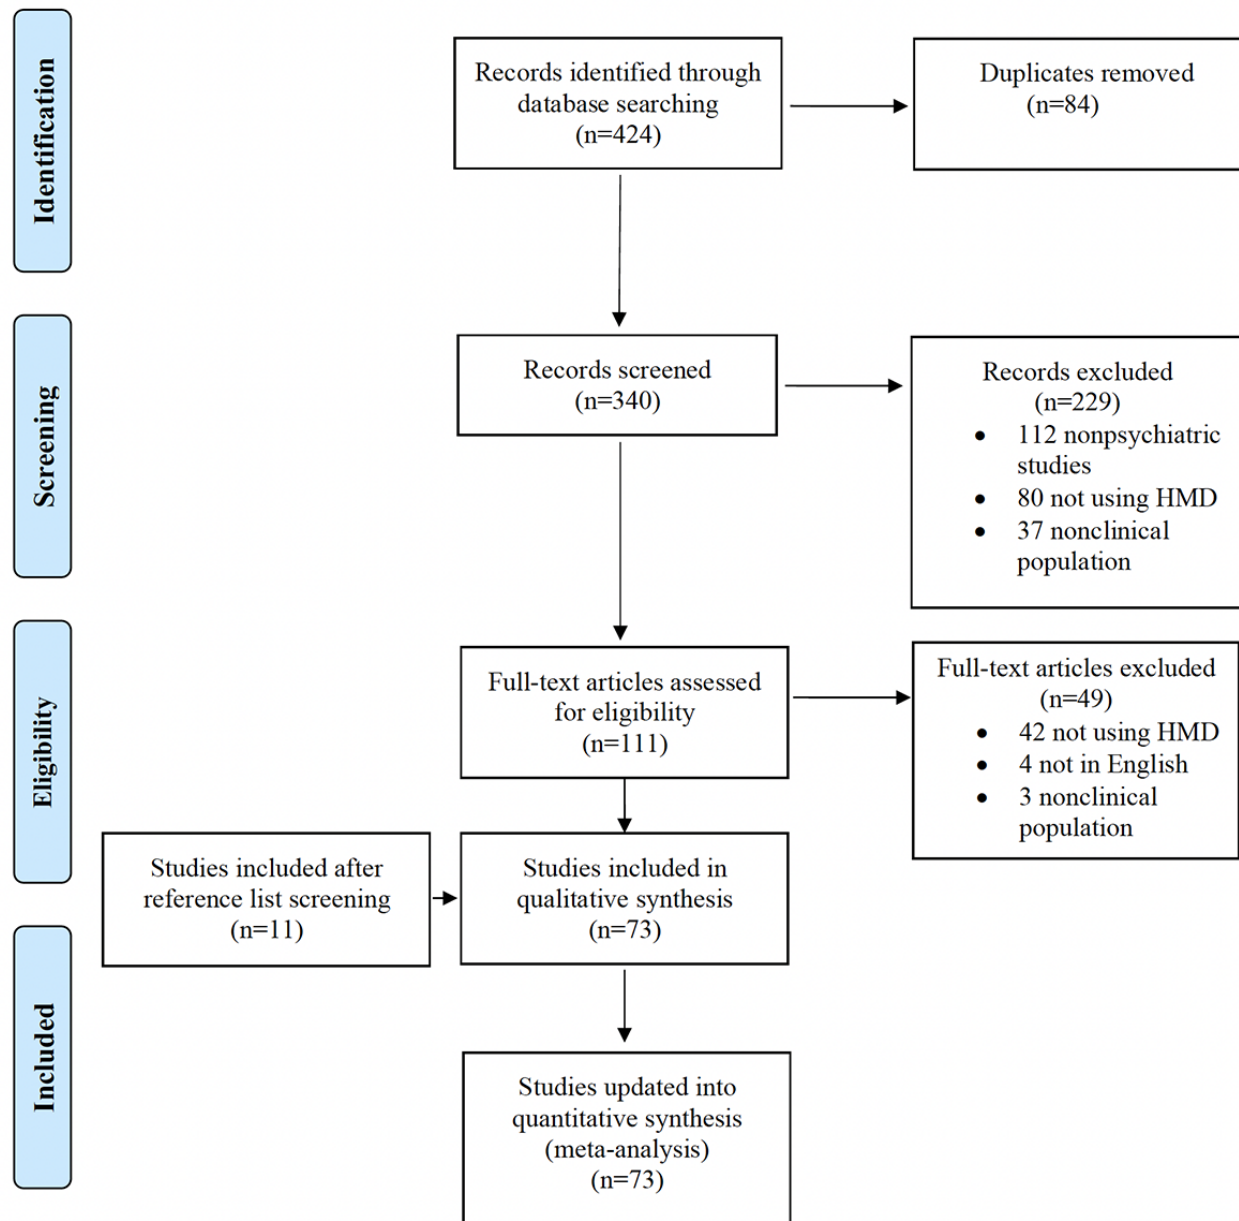 Identification
Records identified through
database searching
(n=424)
Duplicates removed
(n=84)
Screening
Records screened
(n=340)
Records excluded
(n=229)
● 112 nonpsychiatric
studies
● 80 not using HMD
● 37 nonclinical
population
Eligibility
Full-text articles assessed
for eligibility
(n=111)
Full-text articles excluded
(n=49)
● 42 not using HMD
● 4 not in English
● 3 nonclinical
population
Studies included after
reference list screening
(n=11)
Studies included in
qualitative synthesis
(n=73)
Included
Studies updated into
quantitative synthesis
(meta-analysis)
(n=73)